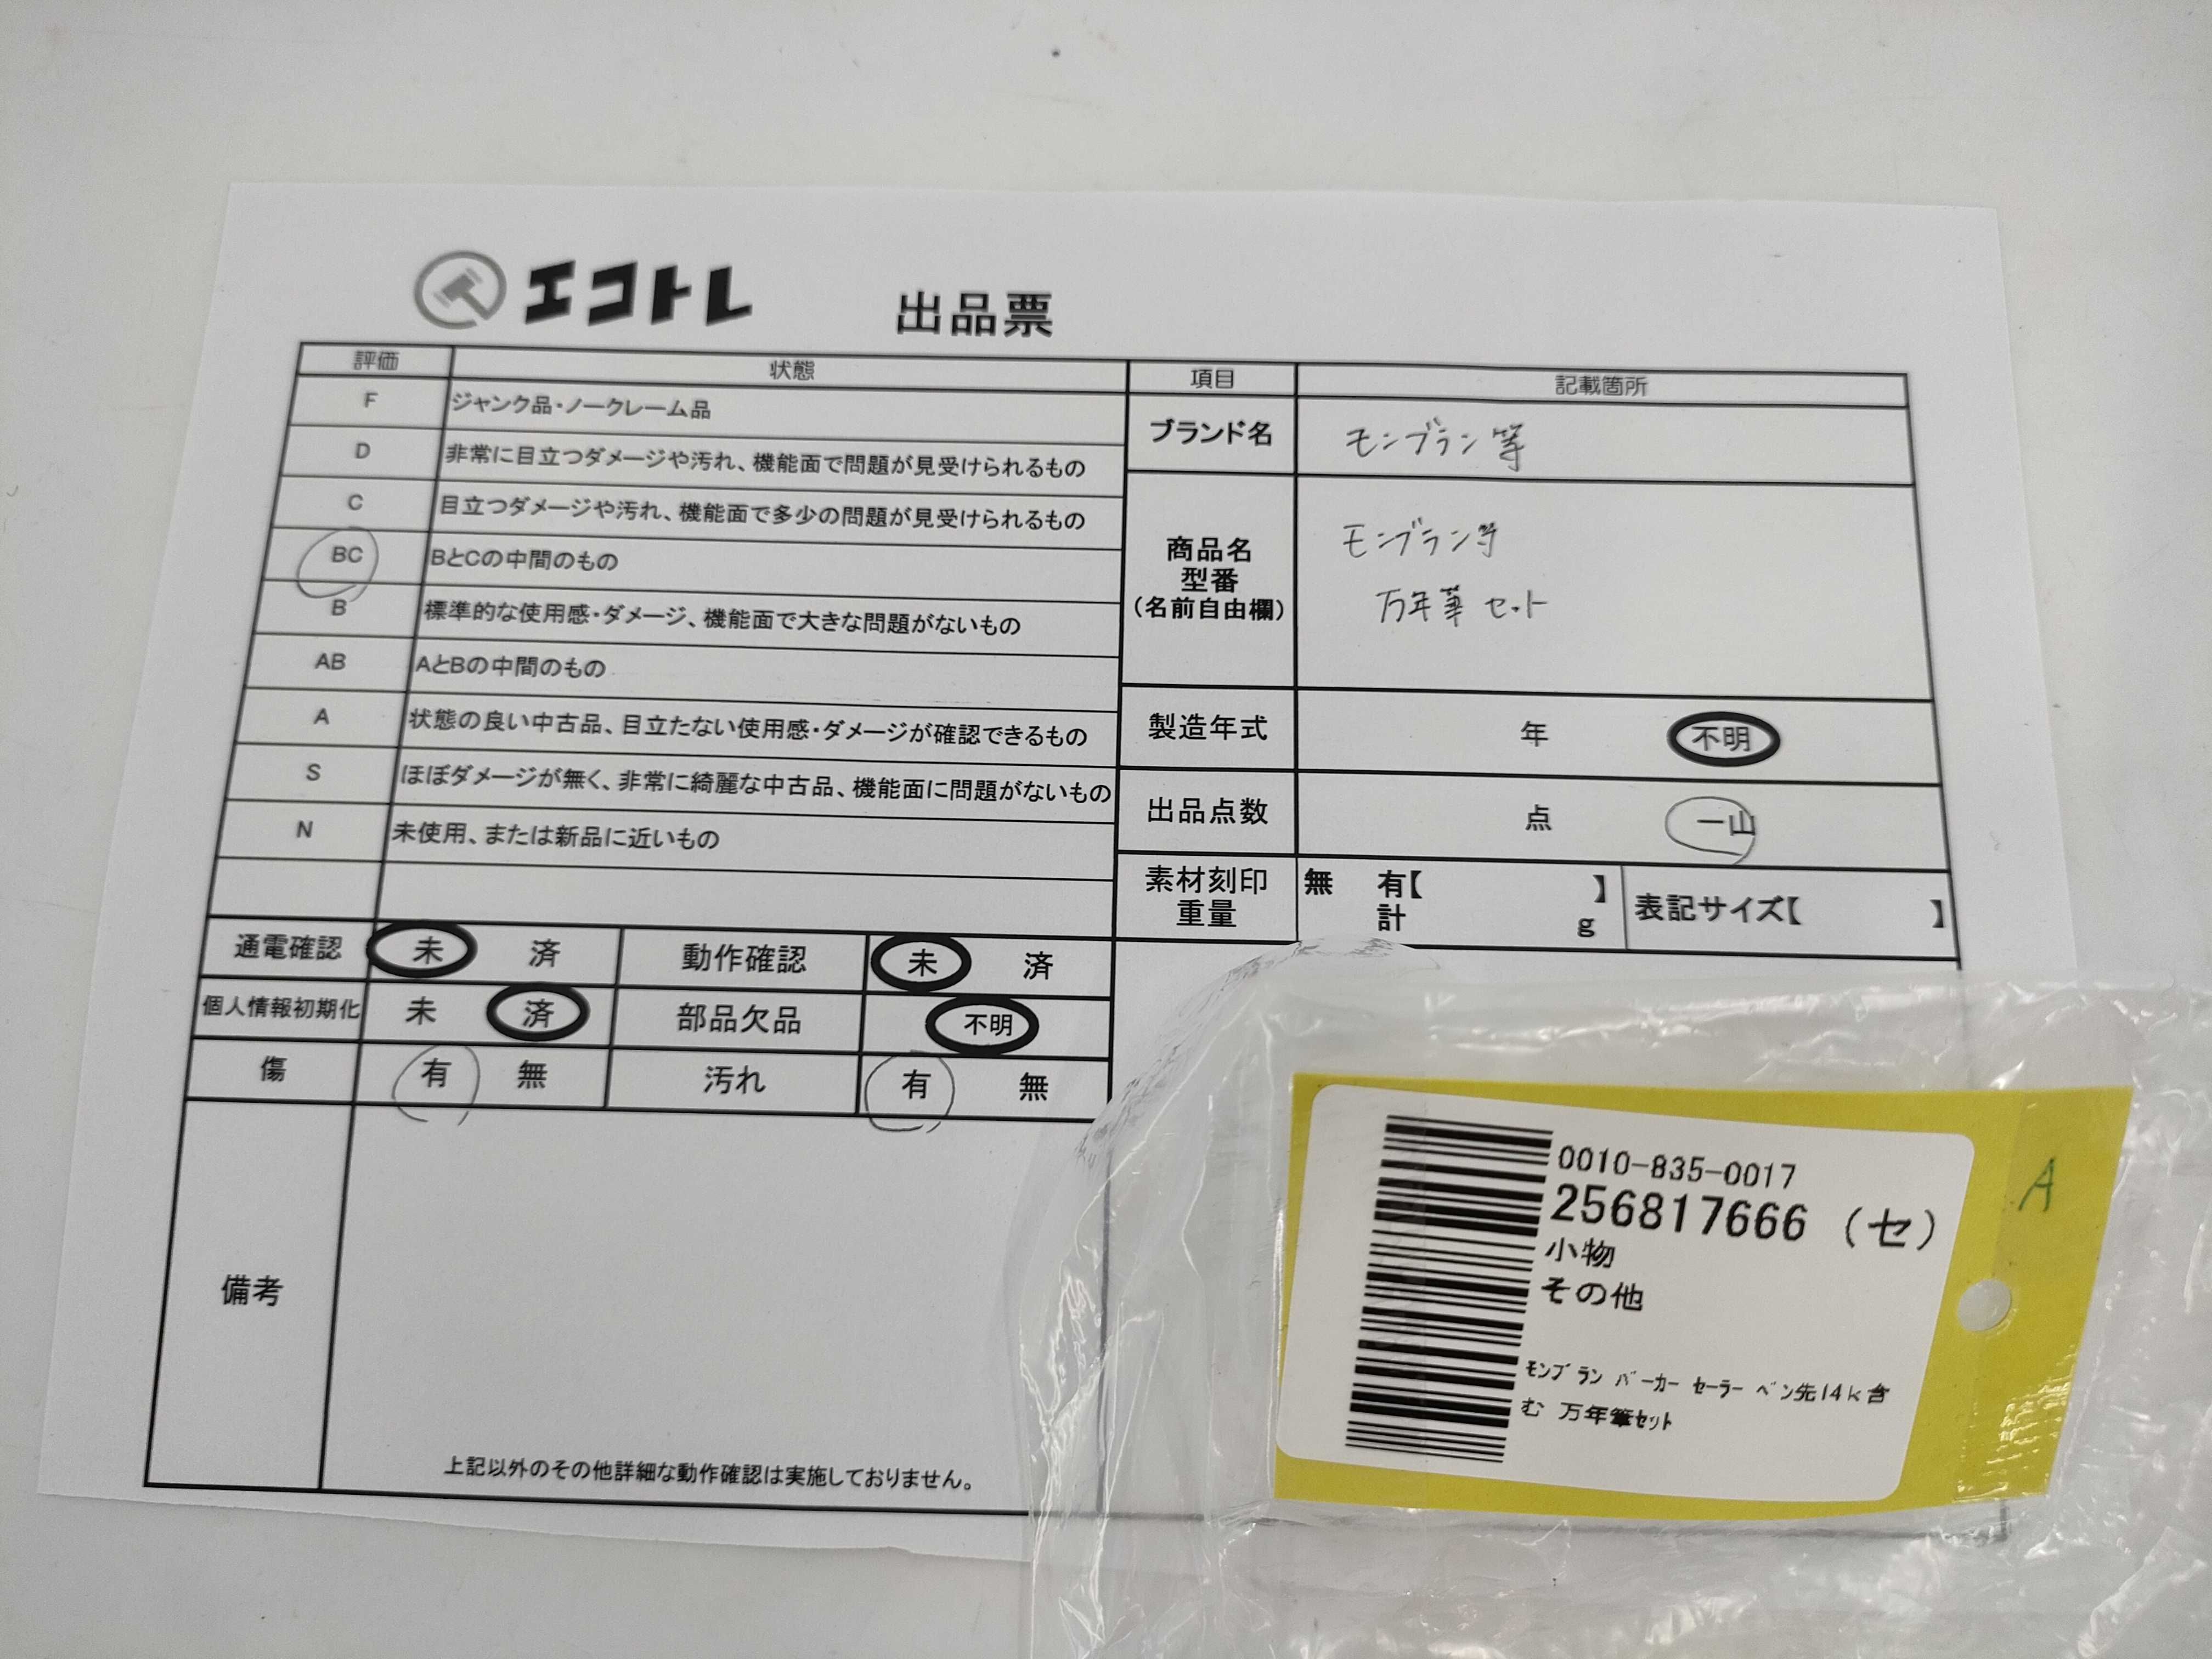 エコトレ
出品票
評価 状態
F ジャンク品・ノークレーム品
D 非常に目立つダメージや汚れ、機能面で問題が見受けられるもの
C 目立つダメージや汚れ、機能面で多少の問題が見受けられるもの
BC BとCの中間のもの
B 標準的な使用感・ダメージ、機能面で大きな問題がないもの
AB AとBの中間のもの
A 状態の良い中古品、目立たない使用感・ダメージが確認できるもの
S ほぼダメージが無く、非常に綺麗な中古品、機能面に問題がないもの
N 未使用、または新品に近いもの
通電確認 未 済 動作確認 未 済
個人情報初期化 未 済 部品欠品 不明
傷 有 無 汚れ 有 無
備考
上記以外のその他詳細な動作確認は実施しておりません。
項目 記載箇所
ブランド名 モンブラン等
商品名
型番
(名前自由欄)
モンブラン等
万年筆セット
製造年式 年 不明
出品点数 点 一山
素材刻印
重量
無 有【 】
計 g
表記サイズ【 】
0010-835-0017
256817666 (セ)
小物
その他
ﾓﾝﾌﾞﾗﾝ ﾊﾟｰｶｰ ｾｰﾗｰ ﾍﾟﾝ先14k含
む 万年筆ｾｯﾄ
A